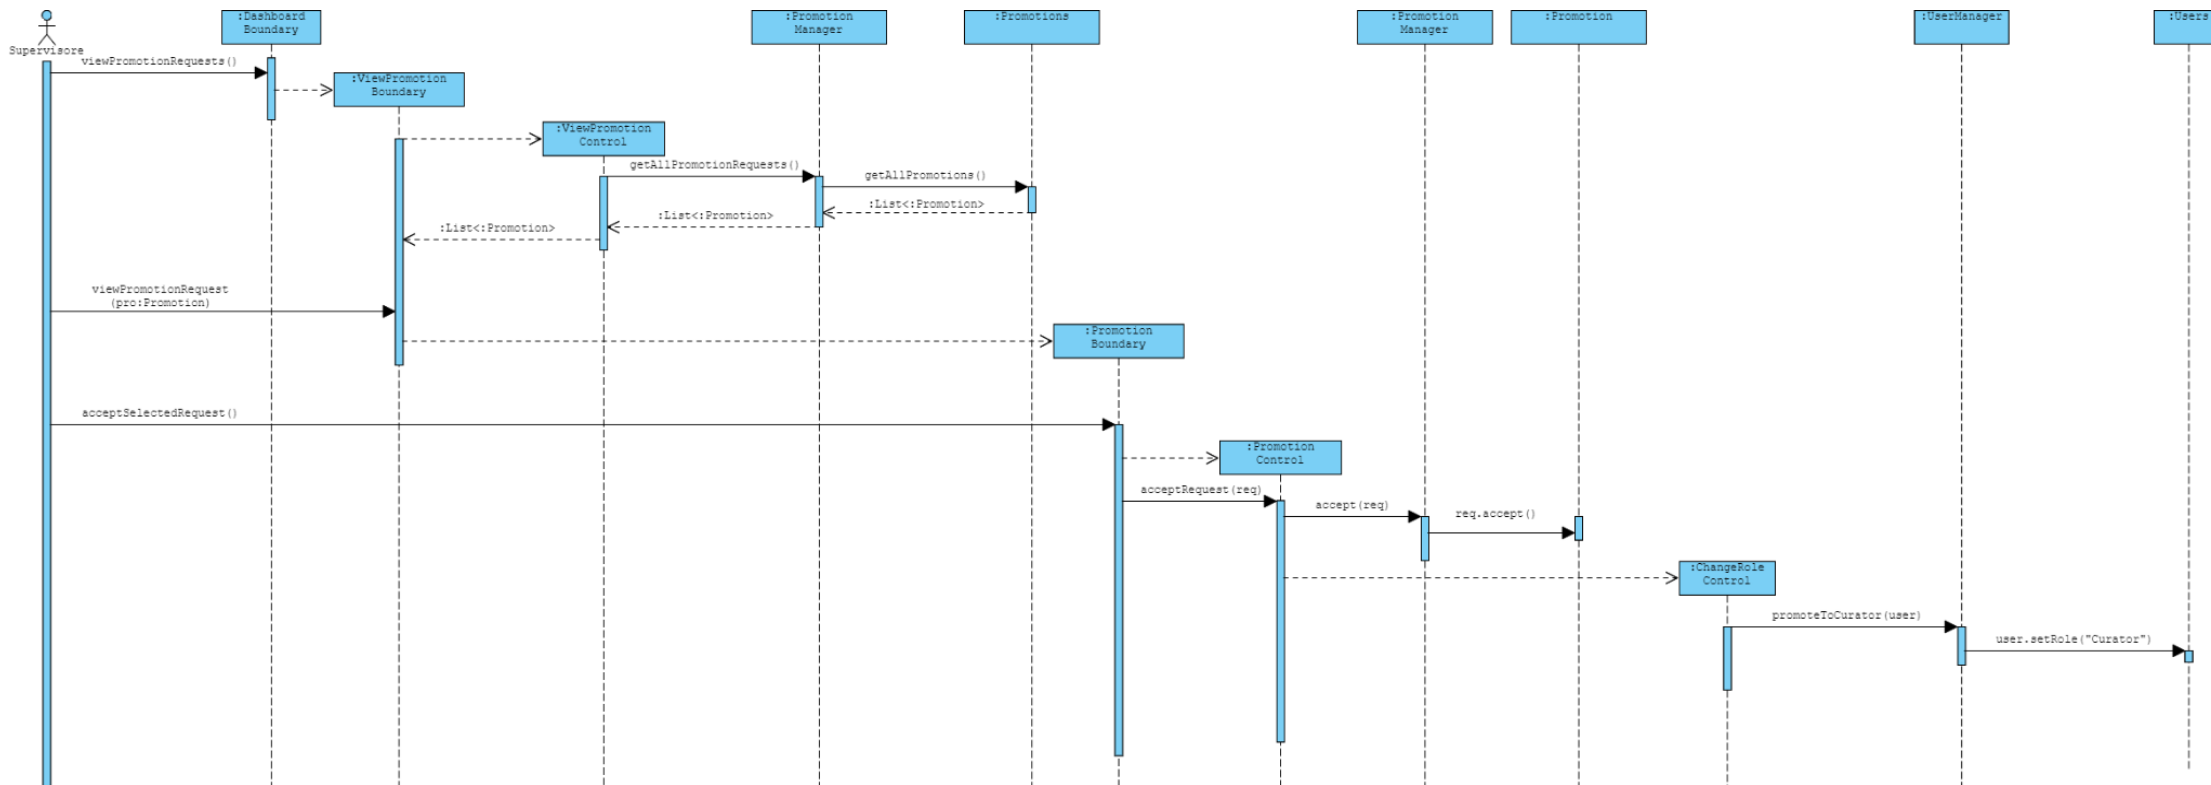 :Dashboard
Boundary
:Promotion
Manager
:Promotions
:Promotion
Manager
:Promotion
:UserManager
:Users
Supervisore
viewPromotionRequests()
:ViewPromotion
Boundary
:ViewPromotion
Control
getAllPromotionRequests()
getAllPromotions()
:List<:Promotion>
:List<:Promotion>
:List<:Promotion>
viewPromotionRequest
(pro:Promotion)
:Promotion
Boundary
acceptSelectedRequest()
:Promotion
Control
acceptRequest(req)
accept(req)
req.accept()
:ChangeRole
Control
promoteToCurator(user)
user.setRole("Curator")